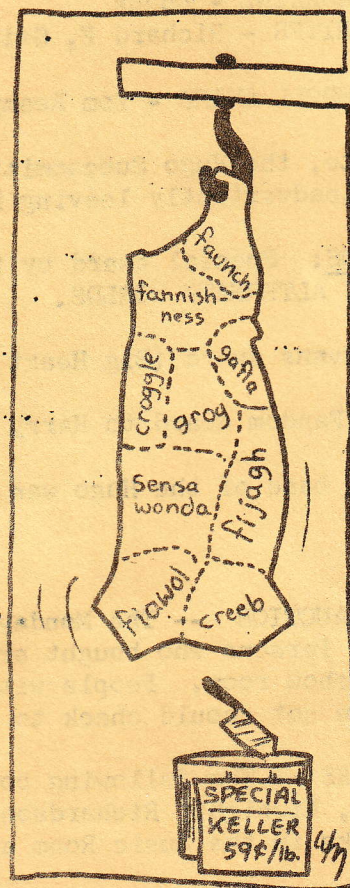 faunch
fannish-
ness
croggle
gafia
grog
Sensa
wonda
fijagh
fiawol
creeb
SPECIAL
KELLER
59¢/lb.